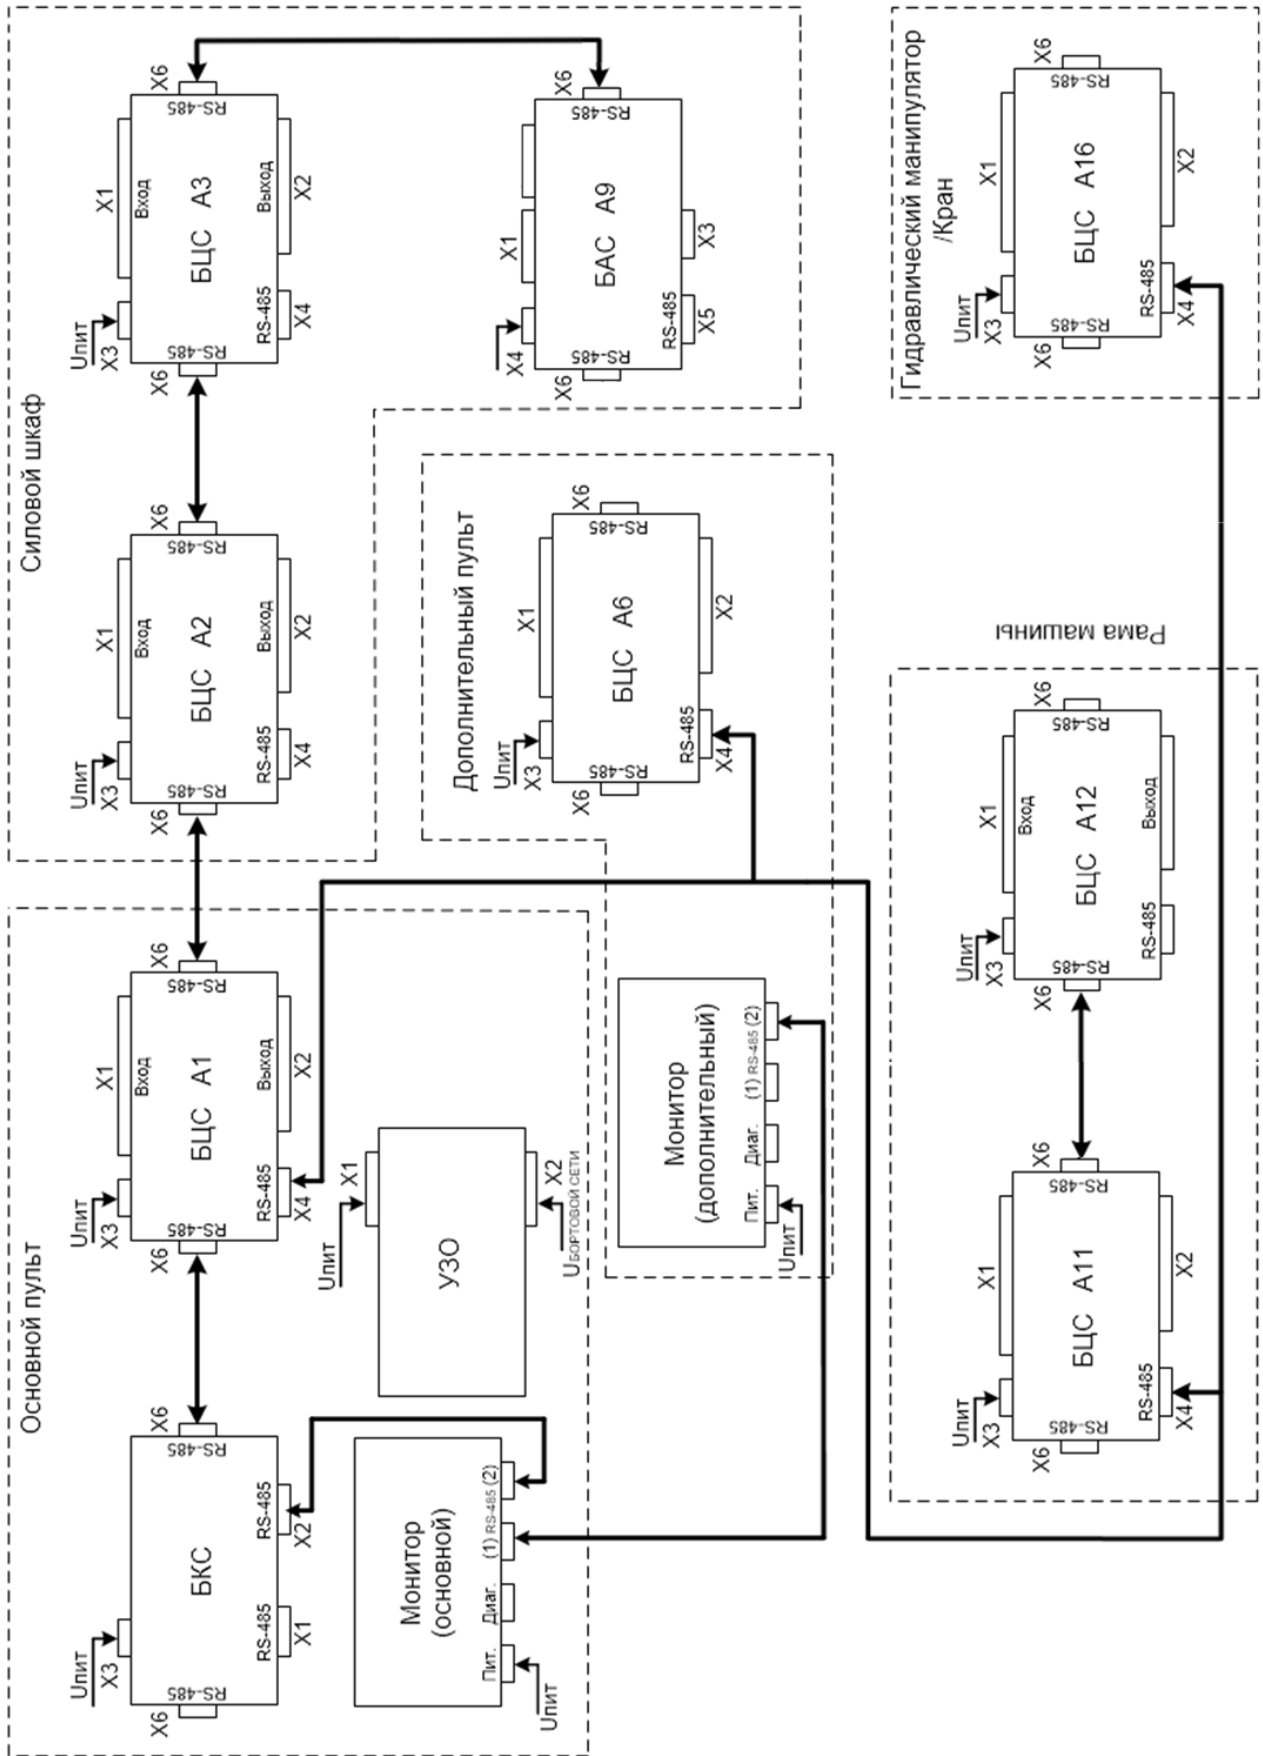 Основной пульт
Uпит
X3
X6
RS-485
БКС
RS-485
X6
RS-485
X1
RS-485
X2
Монитор
(основной)
Пит.
Диаг.
(1) RS-485 (2)
Uпит
Uпит
X3
X1
Вход
X6
RS-485
БЦС А1
RS-485
X6
RS-485
X4
Выход
X2
УЗО
Uпит
X1
X2
UБОРТОВОЙ СЕТИ
Силовой шкаф
Uпит
X3
X1
Вход
X6
RS-485
БЦС А2
RS-485
X6
RS-485
X4
Выход
X2
Uпит
X3
X1
Вход
X6
RS-485
БЦС А3
RS-485
X6
RS-485
X4
Выход
X2
X4
X1
X6
RS-485
БАС А9
RS-485
X6
RS-485
X5
X3
Дополнительный пульт
Uпит
X3
X1
X6
RS-485
БЦС А6
RS-485
X6
RS-485
X4
X2
Монитор
(дополнительный)
Пит.
Диаг.
(1) RS-485 (2)
Uпит
Рама машины
Uпит
X3
X1
X6
RS-485
БЦС А11
RS-485
X6
RS-485
X4
X2
Uпит
X3
X1
Вход
X6
RS-485
БЦС А12
RS-485
X6
RS-485
Выход
Гидравлический манипулятор
/Кран
Uпит
X3
X1
X6
RS-485
БЦС А16
RS-485
X6
RS-485
X4
X2